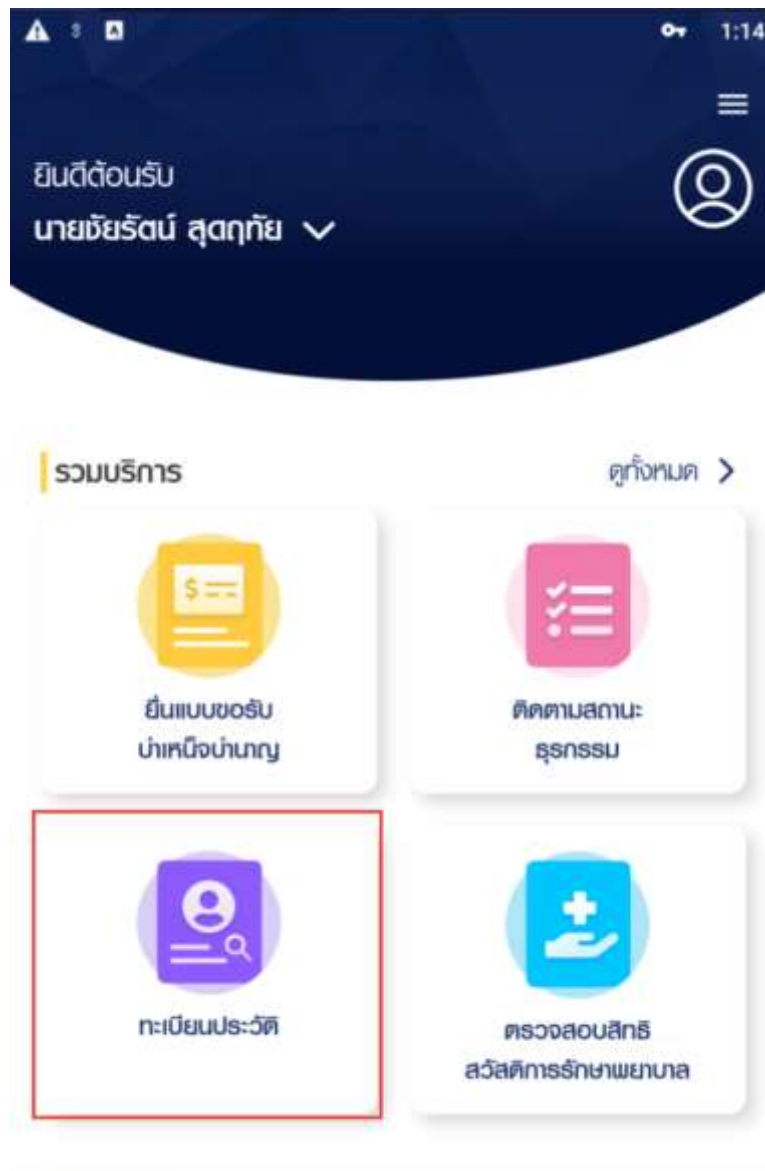 1:14
ยินดีต้อนรับ
นายชัยรัตน์ สุดฤทัย
รวมบริการ
ดูทั้งหมด
$
ยื่นแบบขอรับ
บำเหน็จบำนาญ
ติดตามสถานะ
ธุรกรรม
ทะเบียนประวัติ
ตรวจสอบสิทธิ
สวัสดิการรักษาพยาบาล